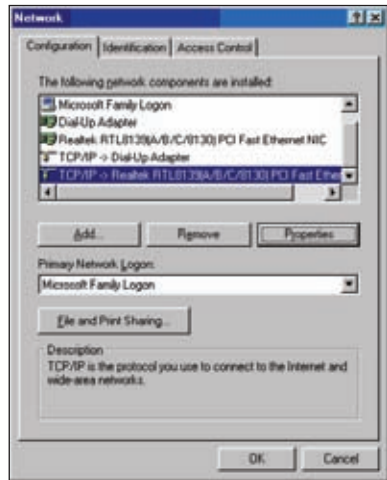 Network
Configuration Identification Access Control
The following network components are installed:
Microsoft Family Logon
Dial-Up Adapter
Realtek RTL8139(A/B/C/8130) PCI Fast Ethernet NIC
TCP/IP -> Dial-Up Adapter
TCP/IP -> Realtek RTL8139(A/B/C/8130) PCI Fast Ether
Add... Remove Properties
Primary Network Logon:
Microsoft Family Logon
File and Print Sharing...
Description
TCP/IP is the protocol you use to connect to the Internet and
wide-area networks.
OK Cancel